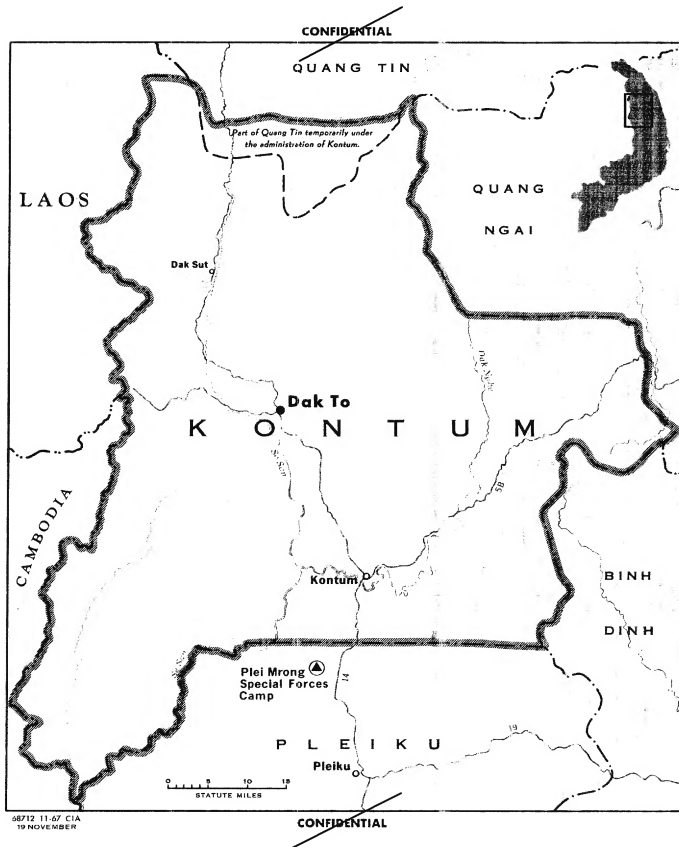 CONFIDENTIAL
QUANG TIN
Part of Quang Tin temporarily under
the administration of Kontum.
LAOS
QUANG
NGAI
Dak Sut
Dak To
KONTUM
CAMBODIA
5B
Kontum
BINH
DINH
Plei Mrong
Special Forces
Camp
14
PLEIKU
19
Pleiku
0 5 10 15
STATUTE MILES
68712 11-67 CIA
19 NOVEMBER
CONFIDENTIAL